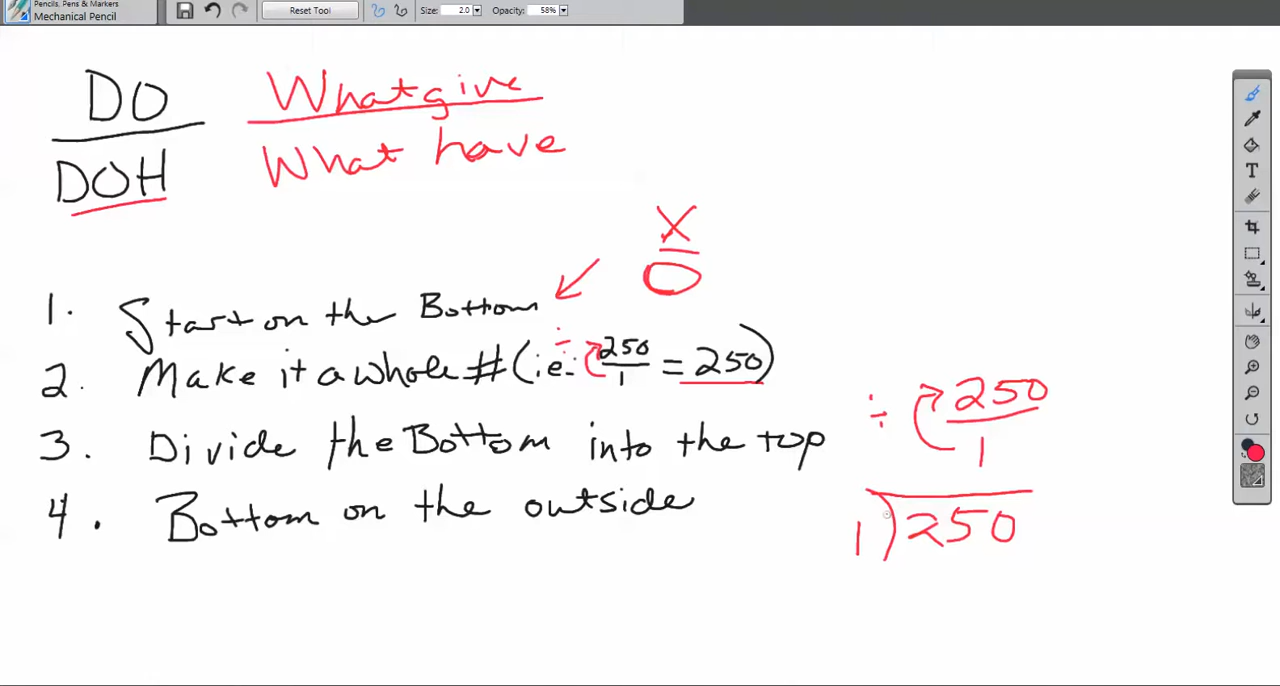 Pencils, Pens & Markers
Mechanical Pencil
Reset Tool
Size: 2.0
Opacity: 58%
DO
DOH
What give
What have
X
O
1. Start on the Bottom
2. Make it a whole # (i.e. ÷ 250/1 = 250)
3. Divide the Bottom into the top
4. Bottom on the outside
÷ 250
1
1)250